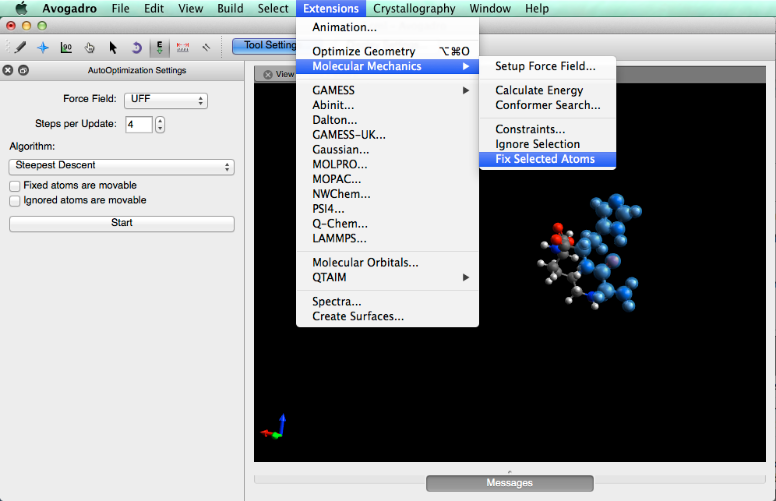 Avogadro File Edit View Build Select Extensions Crystallography Window Help
Animation...
Optimize Geometry ⌥⌘O
Molecular Mechanics
GAMESS
Abinit...
Dalton...
GAMESS-UK...
Gaussian...
MOLPRO...
MOPAC...
NWChem...
PSI4...
Q-Chem...
LAMMPS...
Molecular Orbitals...
QTAIM
Spectra...
Create Surfaces...
Setup Force Field...
Calculate Energy
Conformer Search...
Constraints...
Ignore Selection
Fix Selected Atoms
90
E
Tool Setting
AutoOptimization Settings
Force Field: UFF
Steps per Update: 4
Algorithm:
Steepest Descent
Fixed atoms are movable
Ignored atoms are movable
Start
View
Messages